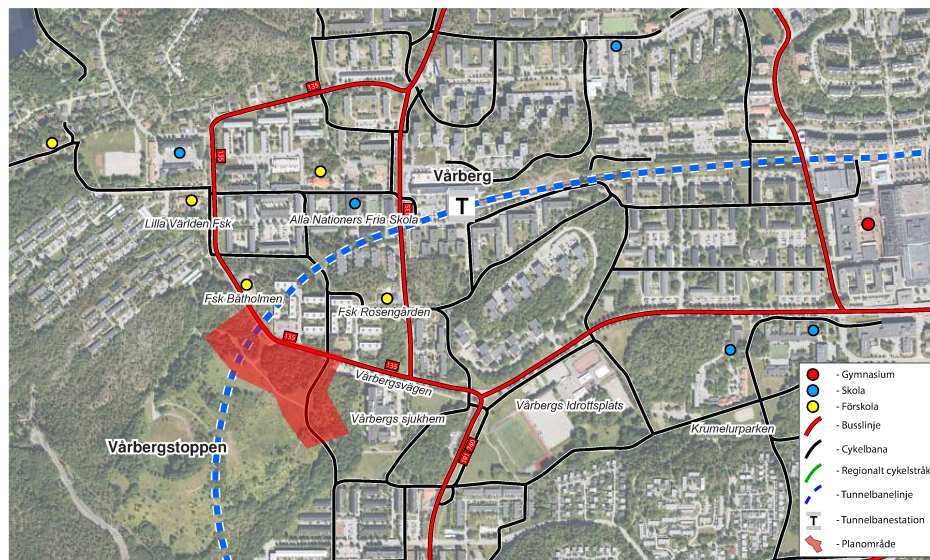 135
135
Vårberg
T
135
Lilla Världen Fsk
Alla Nationers Fria Skola
Fsk Båtholmen
Fsk Rosengården
135
135
Vårbergsvägen
Vårbergs sjukhem
Vårbergs Idrottsplats
Krumelurparken
Vårbergstoppen
- Gymnasium
- Skola
- Förskola
- Busslinje
- Cykelbana
- Regionalt cykelstråk
- Tunnelbanelinje
T
- Tunnelbanestation
- Planområde